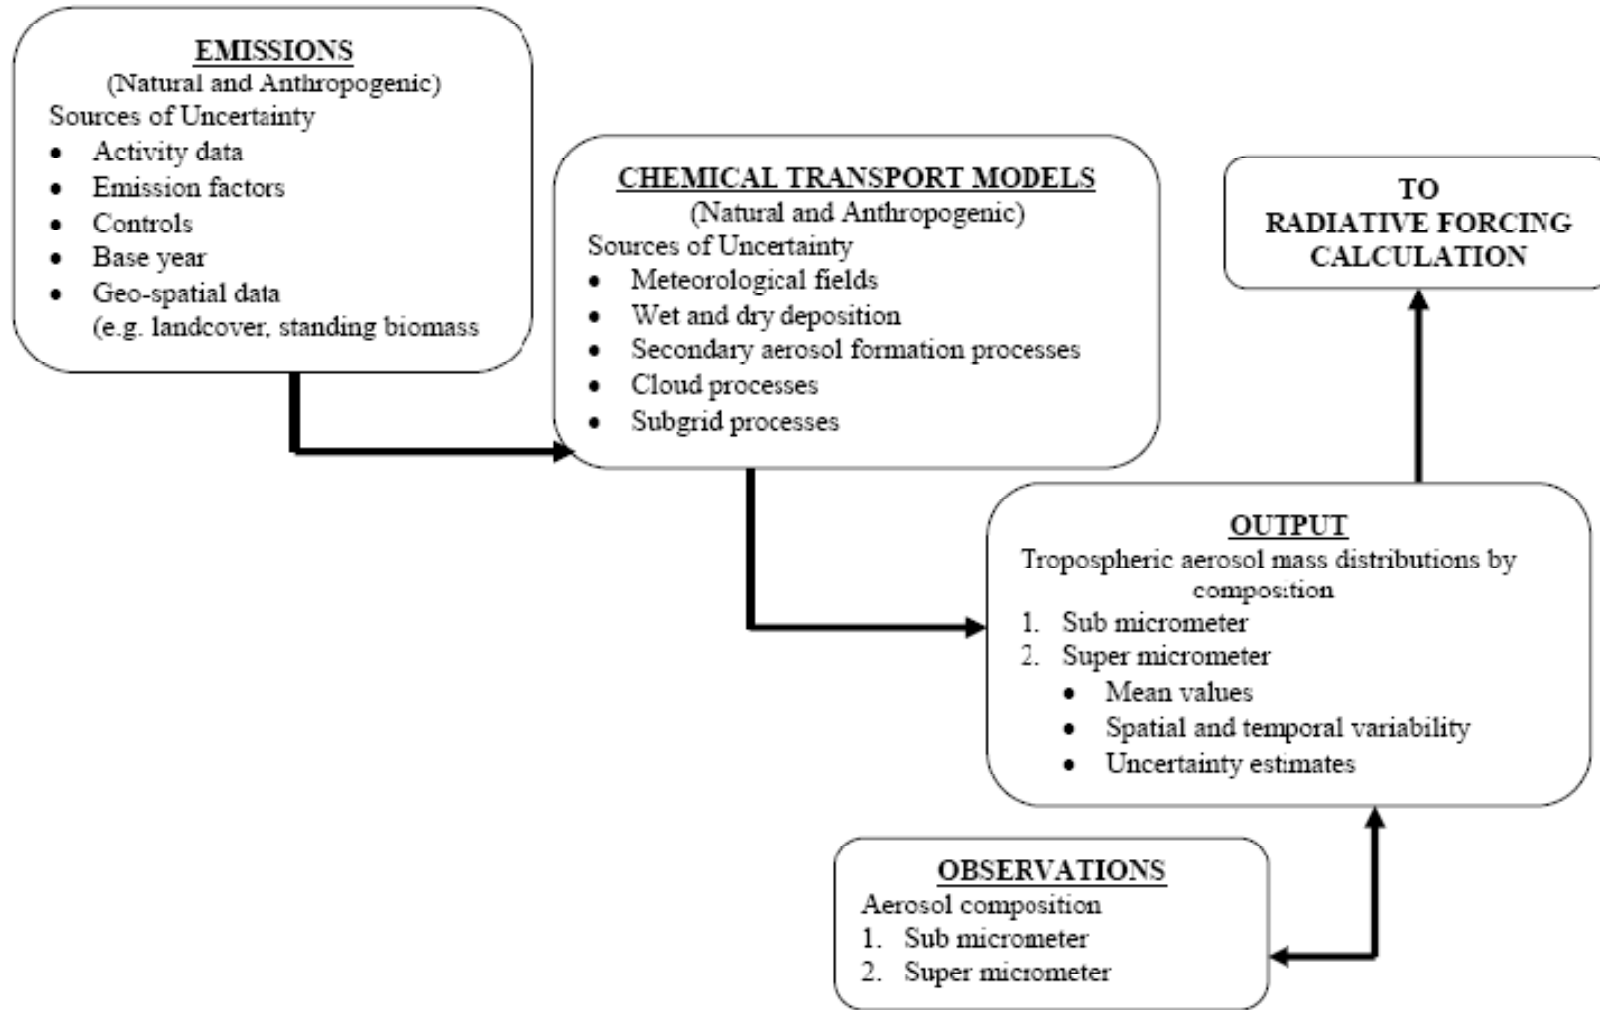 EMISSIONS
(Natural and Anthropogenic)
Sources of Uncertainty
• Activity data
• Emission factors
• Controls
• Base year
• Geo-spatial data
(e.g. landcover, standing biomass
CHEMICAL TRANSPORT MODELS
(Natural and Anthropogenic)
Sources of Uncertainty
• Meteorological fields
• Wet and dry deposition
• Secondary aerosol formation processes
• Cloud processes
• Subgrid processes
TO
RADIATIVE FORCING
CALCULATION
OUTPUT
Tropospheric aerosol mass distributions by
composition
1. Sub micrometer
2. Super micrometer
• Mean values
• Spatial and temporal variability
• Uncertainty estimates
OBSERVATIONS
Aerosol composition
1. Sub micrometer
2. Super micrometer